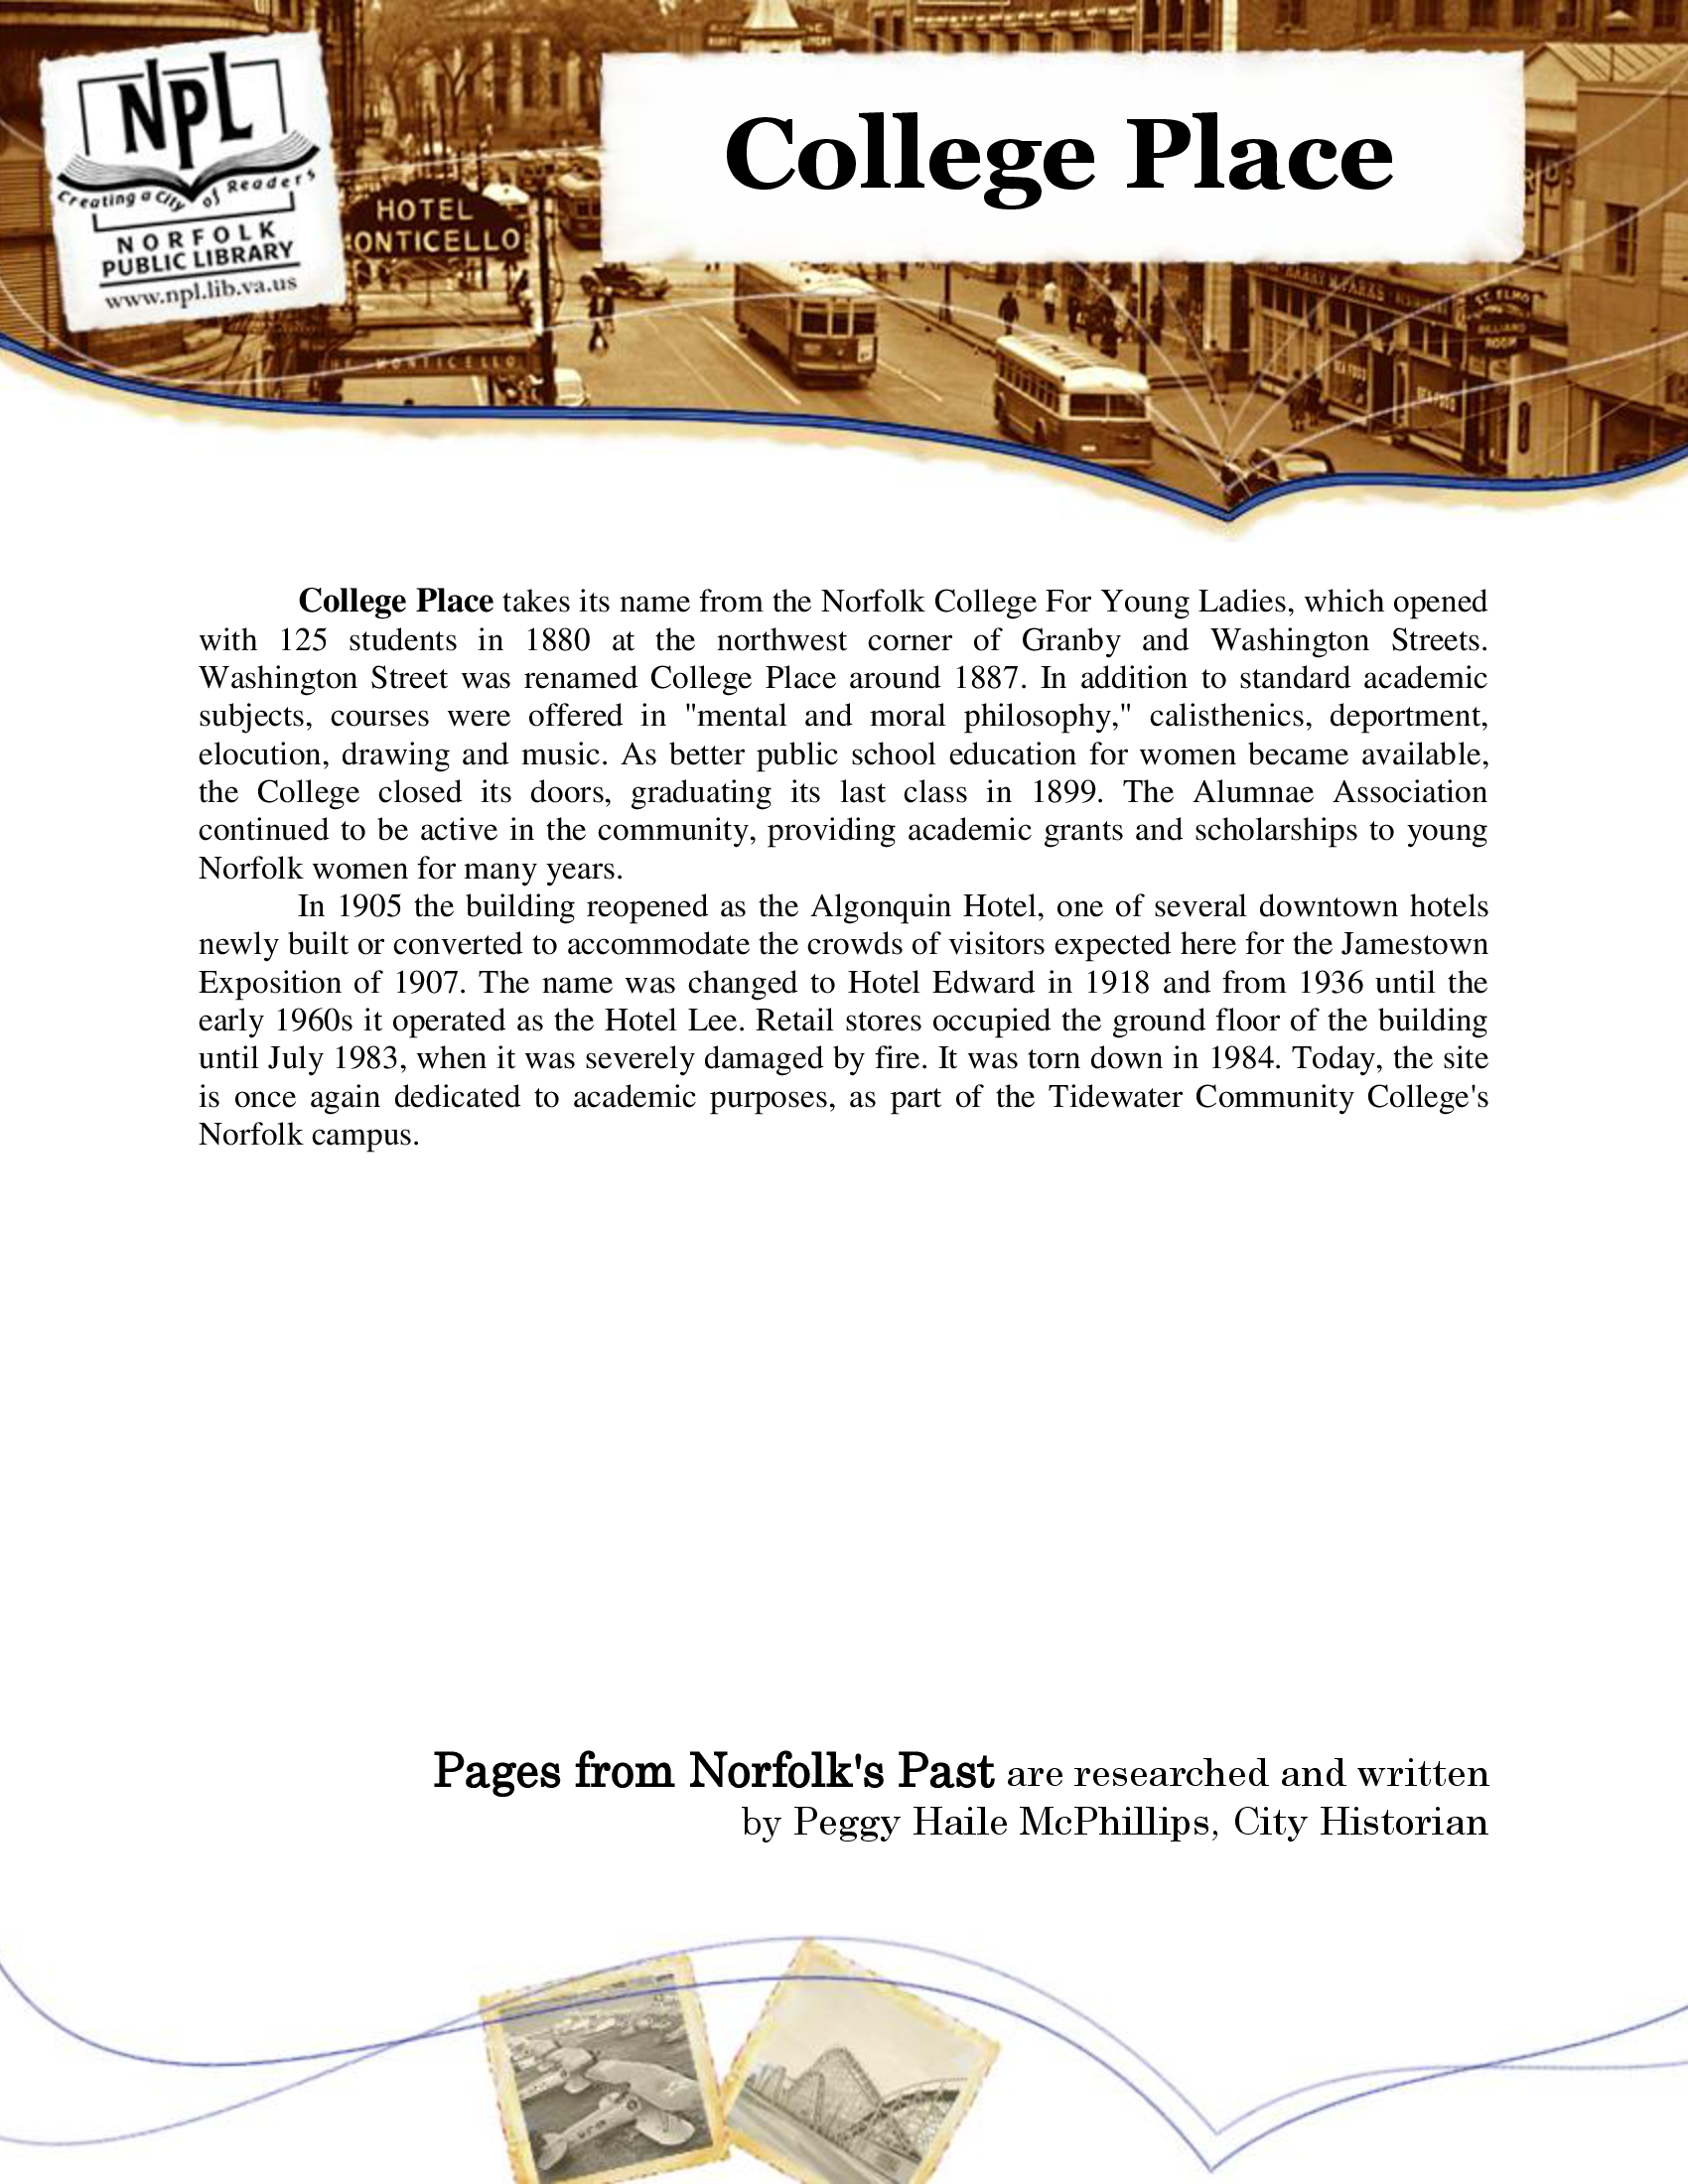 NPL
Creating a City of Readers
NORFOLK
PUBLIC LIBRARY
www.npl.lib.va.us
HOTEL
ONTICELLO
MONTICELLO
College Place
ST. ELMO
BILLIARD
ROOM
SEA FOOD
SEA FOOD
College Place takes its name from the Norfolk College For Young Ladies, which opened
with 125 students in 1880 at the northwest corner of Granby and Washington Streets.
Washington Street was renamed College Place around 1887. In addition to standard academic
subjects, courses were offered in "mental and moral philosophy," calisthenics, deportment,
elocution, drawing and music. As better public school education for women became available,
the College closed its doors, graduating its last class in 1899. The Alumnae Association
continued to be active in the community, providing academic grants and scholarships to young
Norfolk women for many years.
In 1905 the building reopened as the Algonquin Hotel, one of several downtown hotels
newly built or converted to accommodate the crowds of visitors expected here for the Jamestown
Exposition of 1907. The name was changed to Hotel Edward in 1918 and from 1936 until the
early 1960s it operated as the Hotel Lee. Retail stores occupied the ground floor of the building
until July 1983, when it was severely damaged by fire. It was torn down in 1984. Today, the site
is once again dedicated to academic purposes, as part of the Tidewater Community College's
Norfolk campus.
Pages from Norfolk's Past are researched and written
by Peggy Haile McPhillips, City Historian